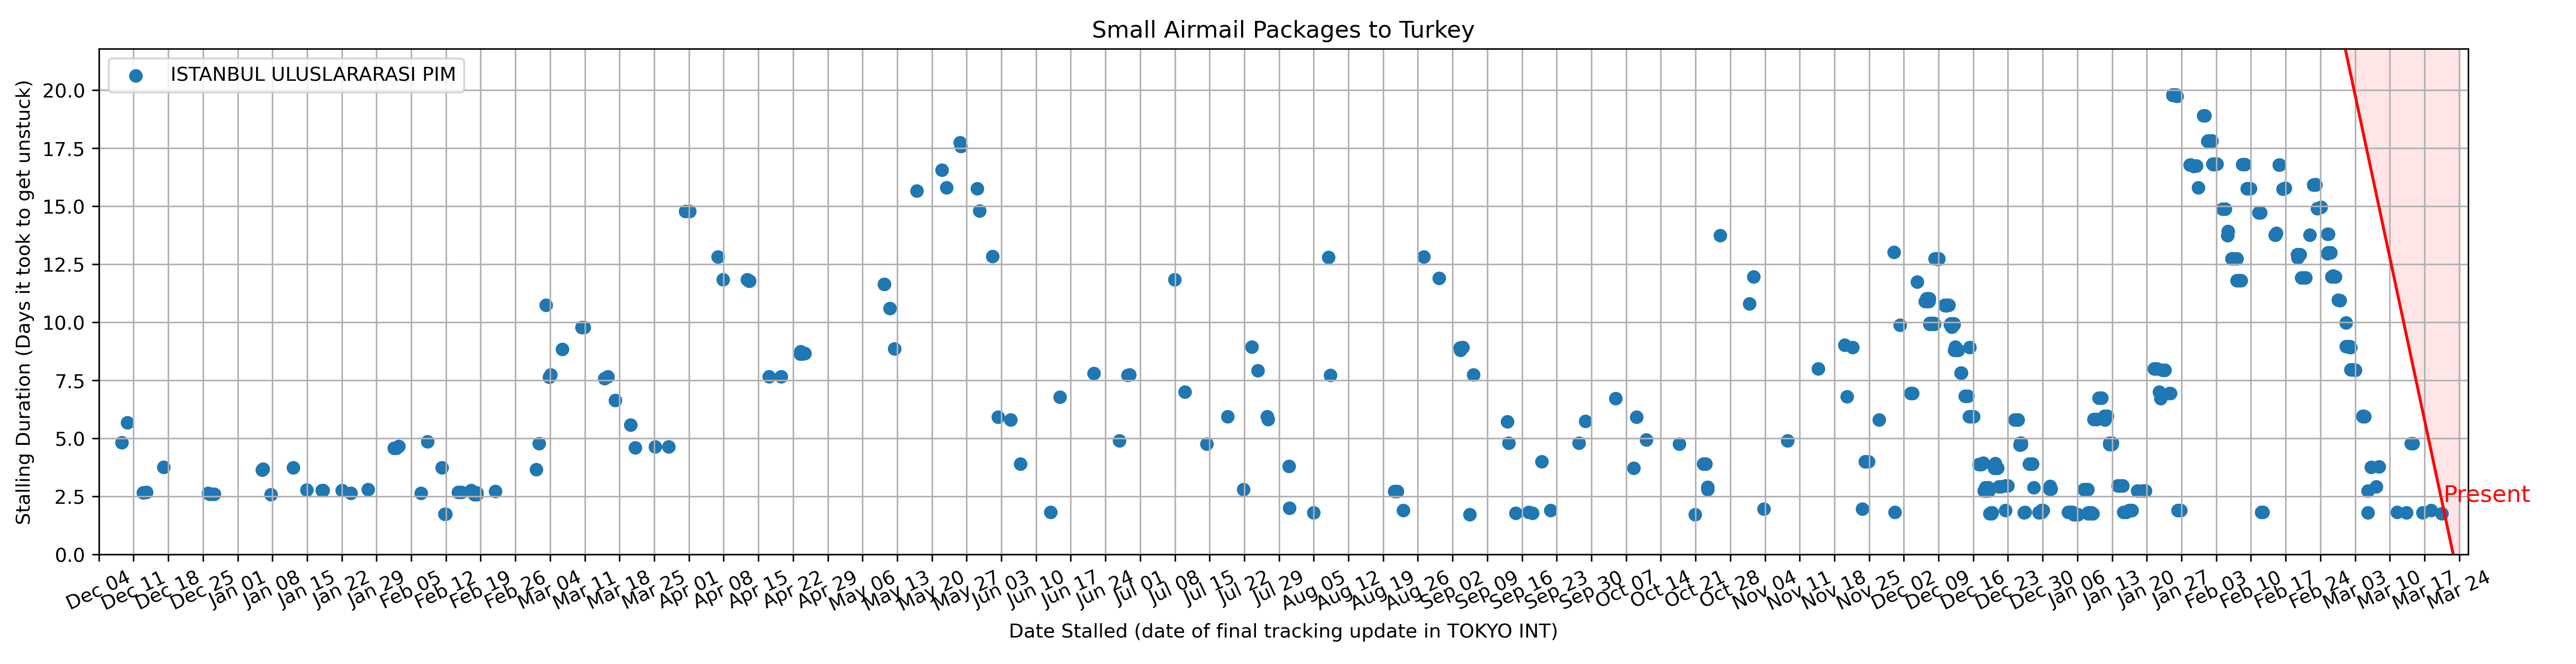 Small Airmail Packages to Turkey
ISTANBUL ULUSLARARASI PIM
Stalling Duration (Days it took to get unstuck)
20.0
17.5
15.0
12.5
10.0
7.5
5.0
2.5
0.0
Present
Dec 04
Dec 11
Dec 18
Dec 25
Jan 01
Jan 08
Jan 15
Jan 22
Jan 29
Feb 05
Feb 12
Feb 19
Feb 26
Mar 04
Mar 11
Mar 18
Mar 25
Apr 01
Apr 08
Apr 15
Apr 22
Apr 29
May 06
May 13
May 20
May 27
Jun 03
Jun 10
Jun 17
Jun 24
Jul 01
Jul 08
Jul 15
Jul 22
Jul 29
Aug 05
Aug 12
Aug 19
Aug 26
Sep 02
Sep 09
Sep 16
Sep 23
Sep 30
Oct 07
Oct 14
Oct 21
Oct 28
Nov 04
Nov 11
Nov 18
Nov 25
Dec 02
Dec 09
Dec 16
Dec 23
Dec 30
Jan 06
Jan 13
Jan 20
Jan 27
Feb 03
Feb 10
Feb 17
Feb 24
Mar 03
Mar 10
Mar 17
Mar 24
Date Stalled (date of final tracking update in TOKYO INT)